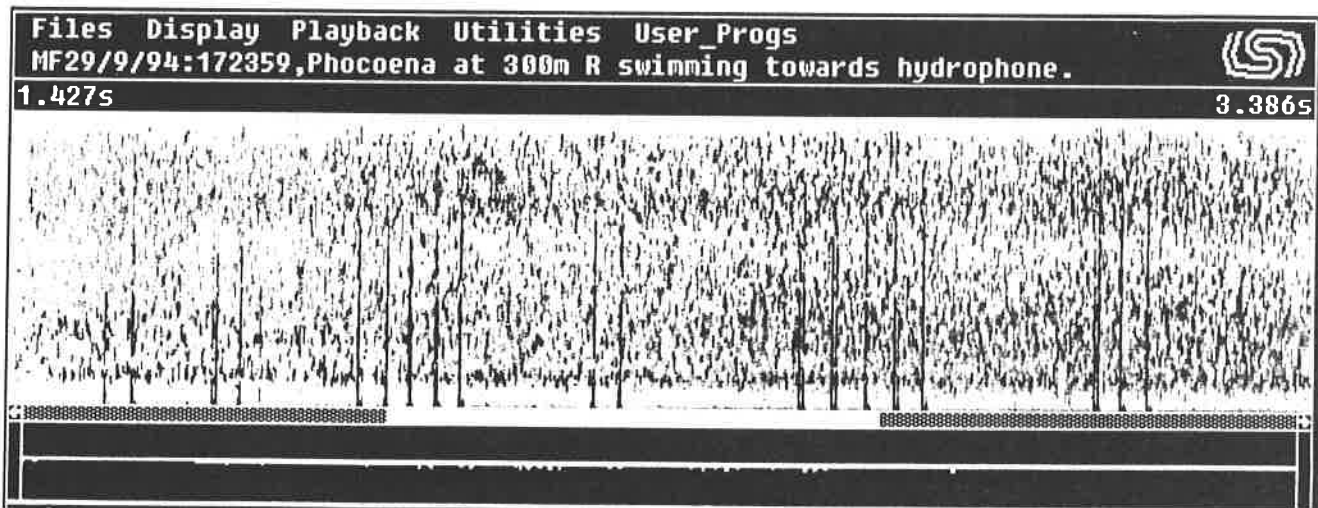 Files Display Playback Utilities User_Progs
MF29/9/94:172359,Phocoena at 300m R swimming towards hydrophone.
1.427s 3.386s